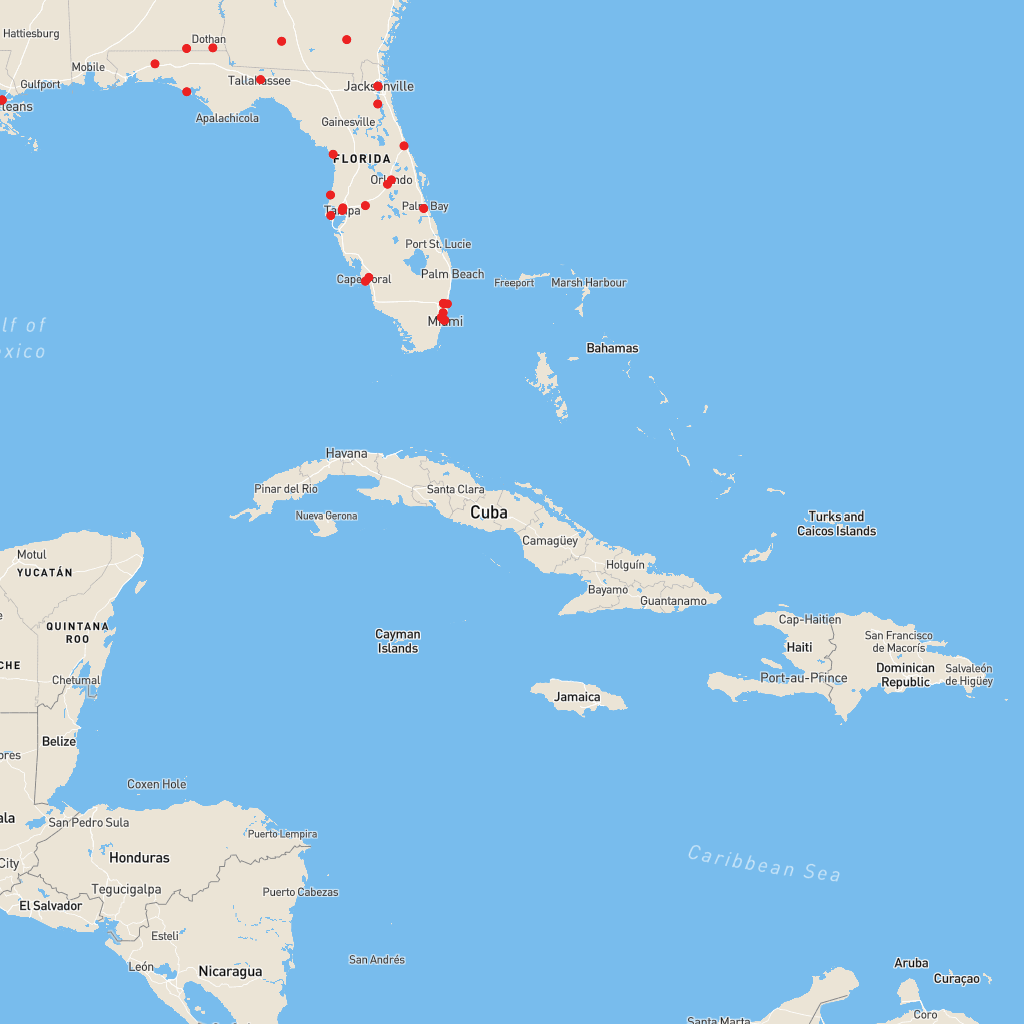 Hattiesburg
Dothan
Mobile
Gulfport
Tallahassee
Jacksonville
leans
Apalachicola
Gainesville
FLORIDA
Orlando
Tampa
Palm Bay
Port St. Lucie
Palm Beach
Cape Coral
Freeport
Marsh Harbour
Miami
lf of
xico
Bahamas
Havana
Pinar del Rio
Santa Clara
Nueva Gerona
Cuba
Turks and
Caicos Islands
Camagüey
Motul
YUCATÁN
Holguín
Bayamo
Guantanamo
e
QUINTANA
ROO
Cayman
Islands
Cap-Haitien
Haiti
San Francisco
de Macorís
CHE
Chetumal
Port-au-Prince
Dominican
Republic
Salvaleón
de Higüey
Jamaica
Belize
ores
Coxen Hole
ala
San Pedro Sula
Puerto Lempira
City
Honduras
Caribbean Sea
Tegucigalpa
Puerto Cabezas
El Salvador
Esteli
León
Nicaragua
San Andrés
Aruba
Curaçao
Coro
Santa Marta